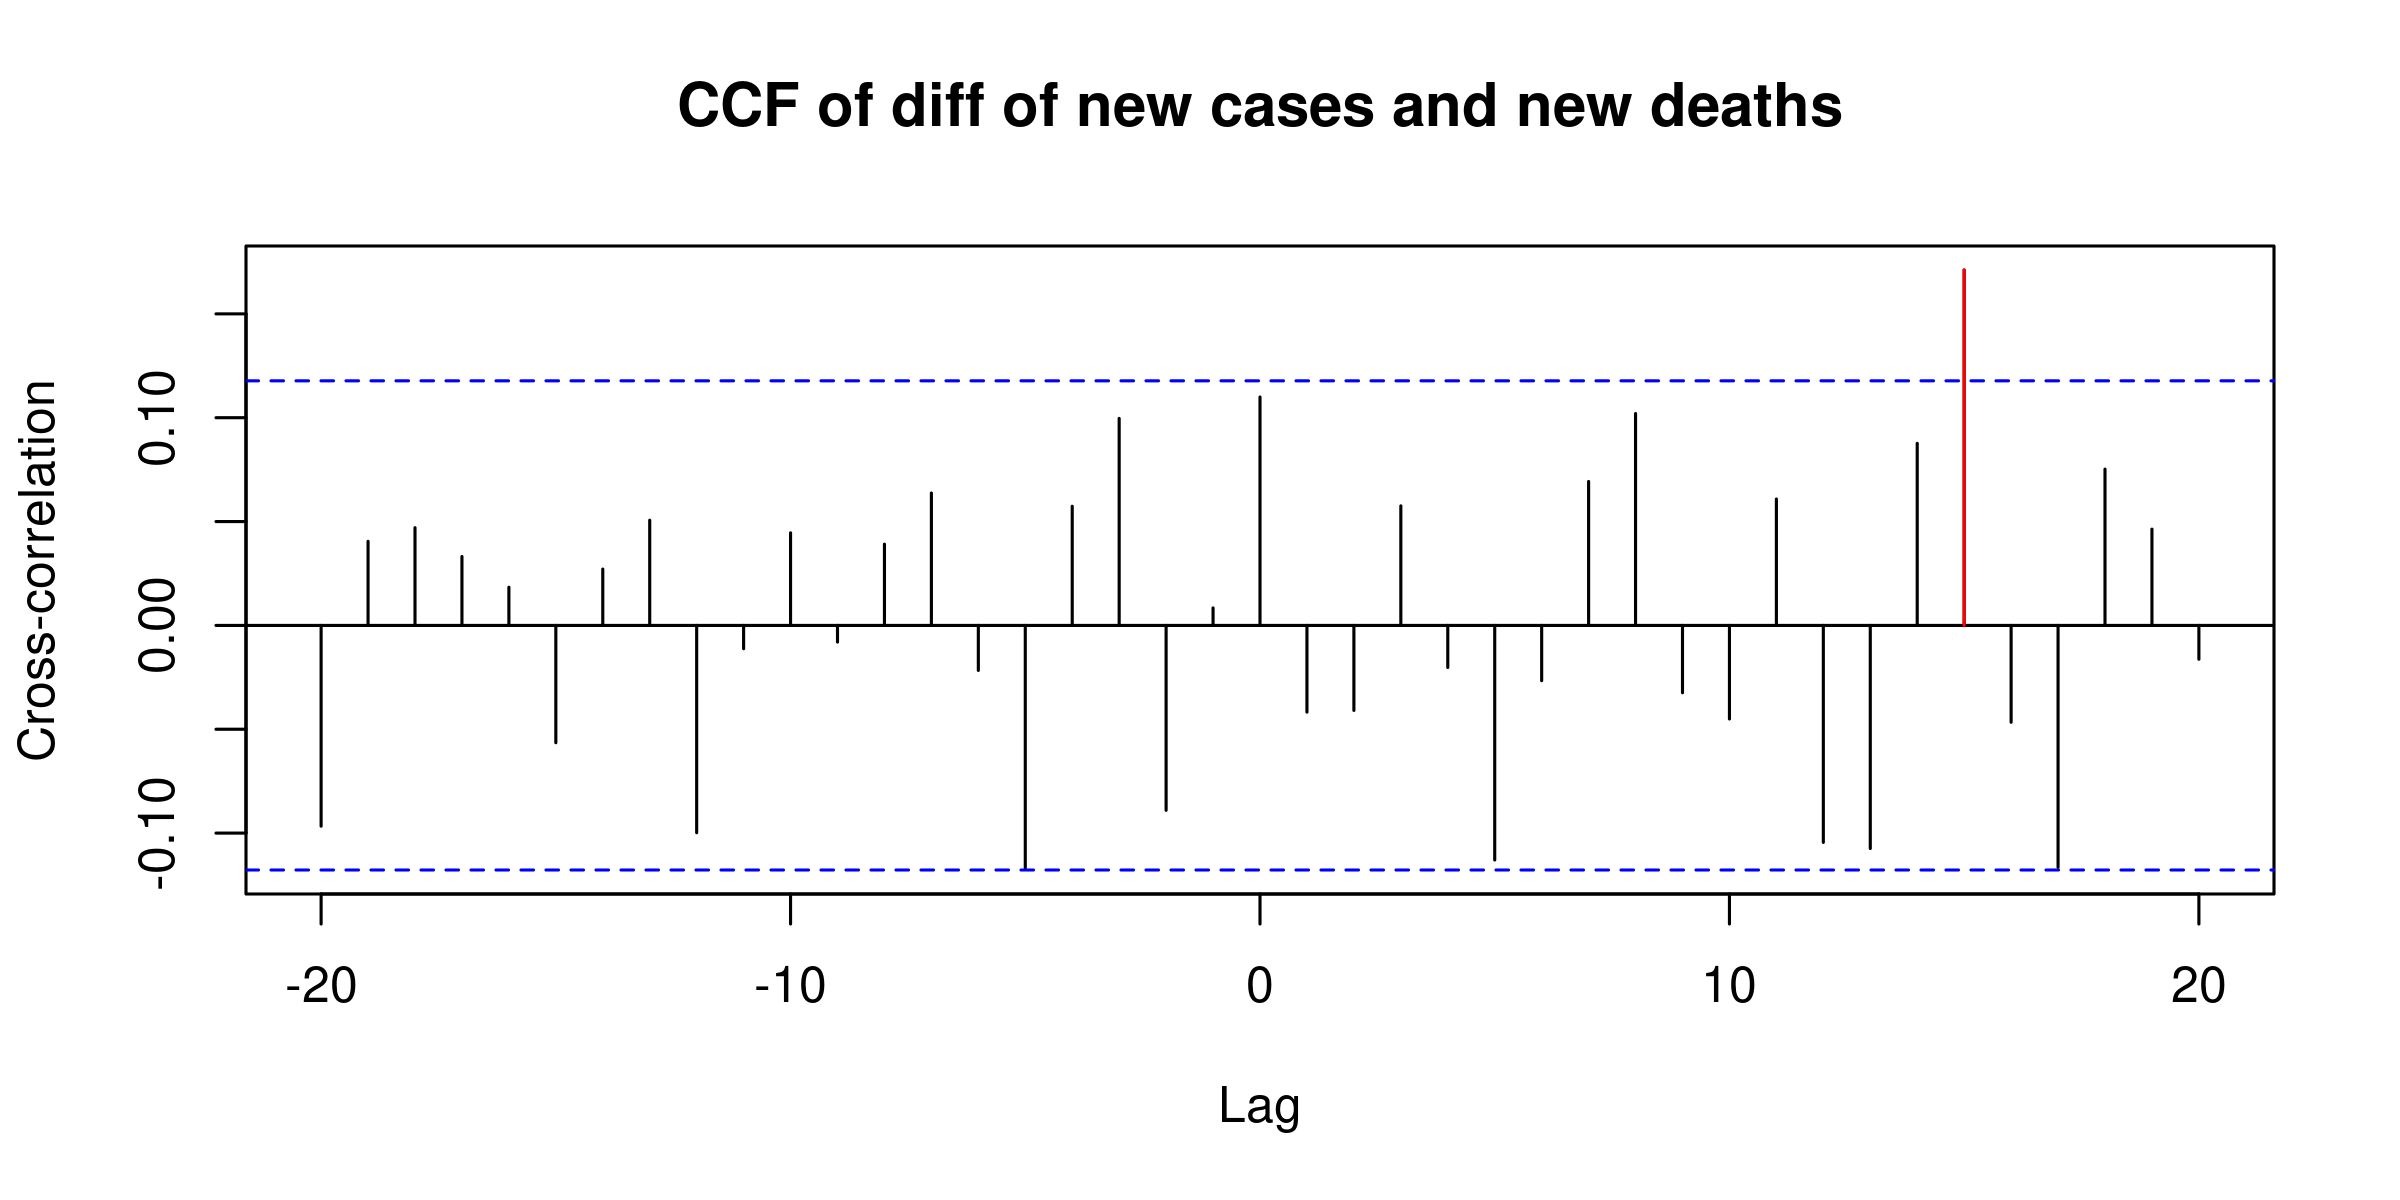 CCF of diff of new cases and new deaths
Cross-correlation
0.10
0.00
-0.10
-20 -10 0 10 20
Lag